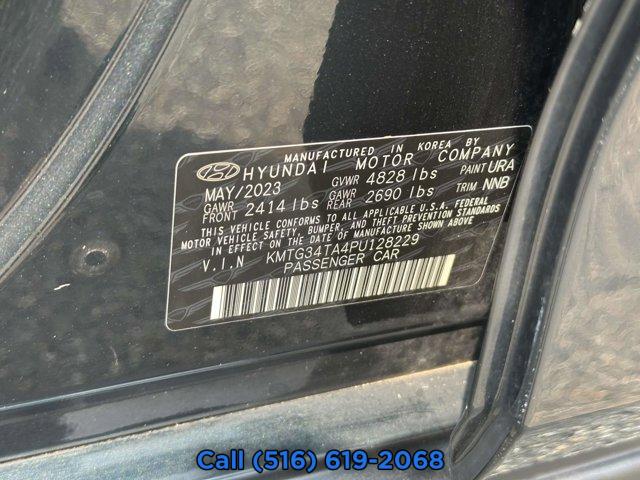 MANUFACTURED IN KOREA BY
HYUNDAI MOTOR COMPANY
MAY/2023 GVWR 4828 lbs PAINT URA
GAWR FRONT 2414 lbs GAWR REAR 2690 lbs TRIM NNB
THIS VEHICLE CONFORMS TO ALL APPLICABLE U.S.A. FEDERAL
MOTOR VEHICLE SAFETY, BUMPER, AND THEFT PREVENTION STANDARDS
IN EFFECT ON THE DATE OF MANUFACTURE SHOWN ABOVE.
V.I.N KMTG34TA4PU128229
PASSENGER CAR
Call (516) 619-2068